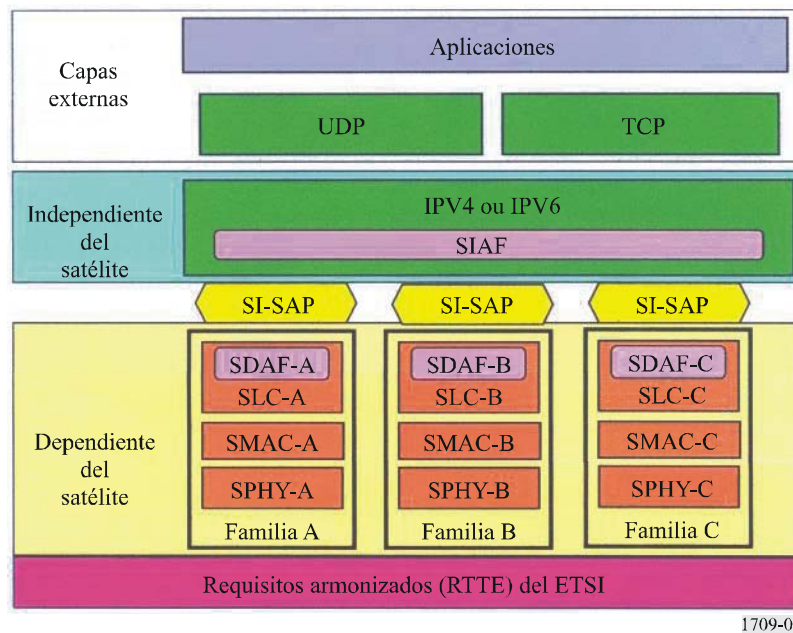 Aplicaciones
Capas
externas
UDP
TCP
Independiente
del
satélite
IPV4 ou IPV6
SIAF
SI-SAP
SI-SAP
SI-SAP
Dependiente
del
satélite
SDAF-A
SLC-A
SMAC-A
SPHY-A
Familia A
SDAF-B
SLC-B
SMAC-B
SPHY-B
Familia B
SDAF-C
SLC-C
SMAC-C
SPHY-C
Familia C
Requisitos armonizados (RTTE) del ETSI
1709-0